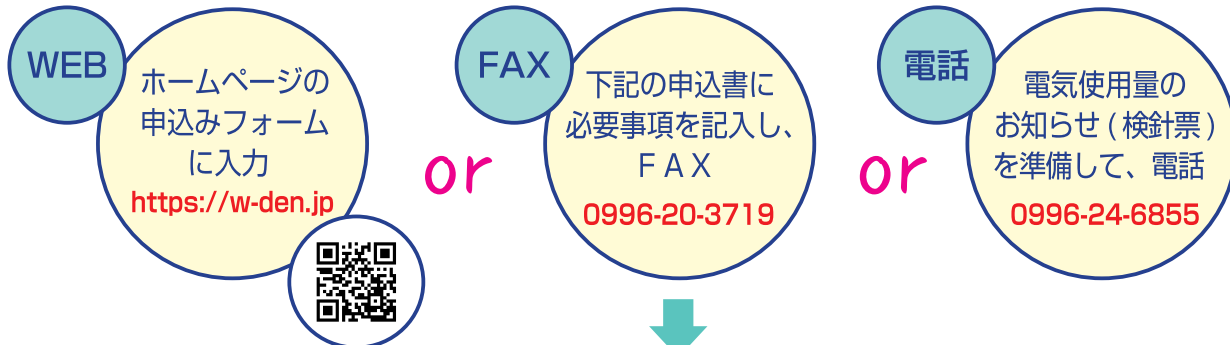 WEB
ホームページの
申込みフォーム
に入力
https://w-den.jp
or
FAX
下記の申込書に
必要事項を記入し、
ＦＡＸ
0996-20-3719
or
電話
電気使用量の
お知らせ(検針票)
を準備して、電話
0996-24-6855